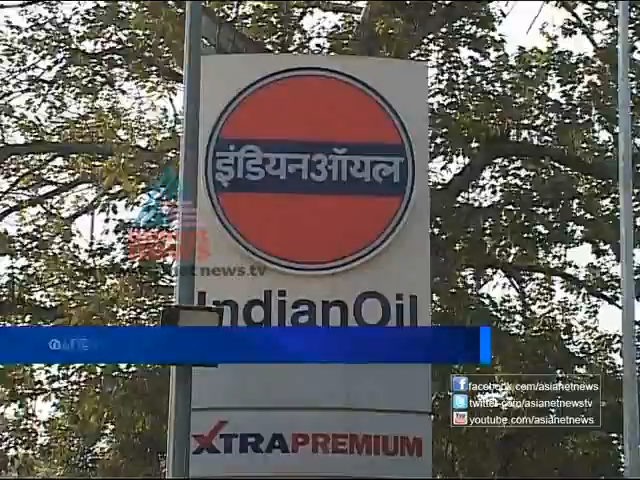 इंडियनऑयल
IndianOil
XTRAPREMIUM
facebook.com/asianetnews
twitter.com/asianetnewstv
youtube.com/asianetnews